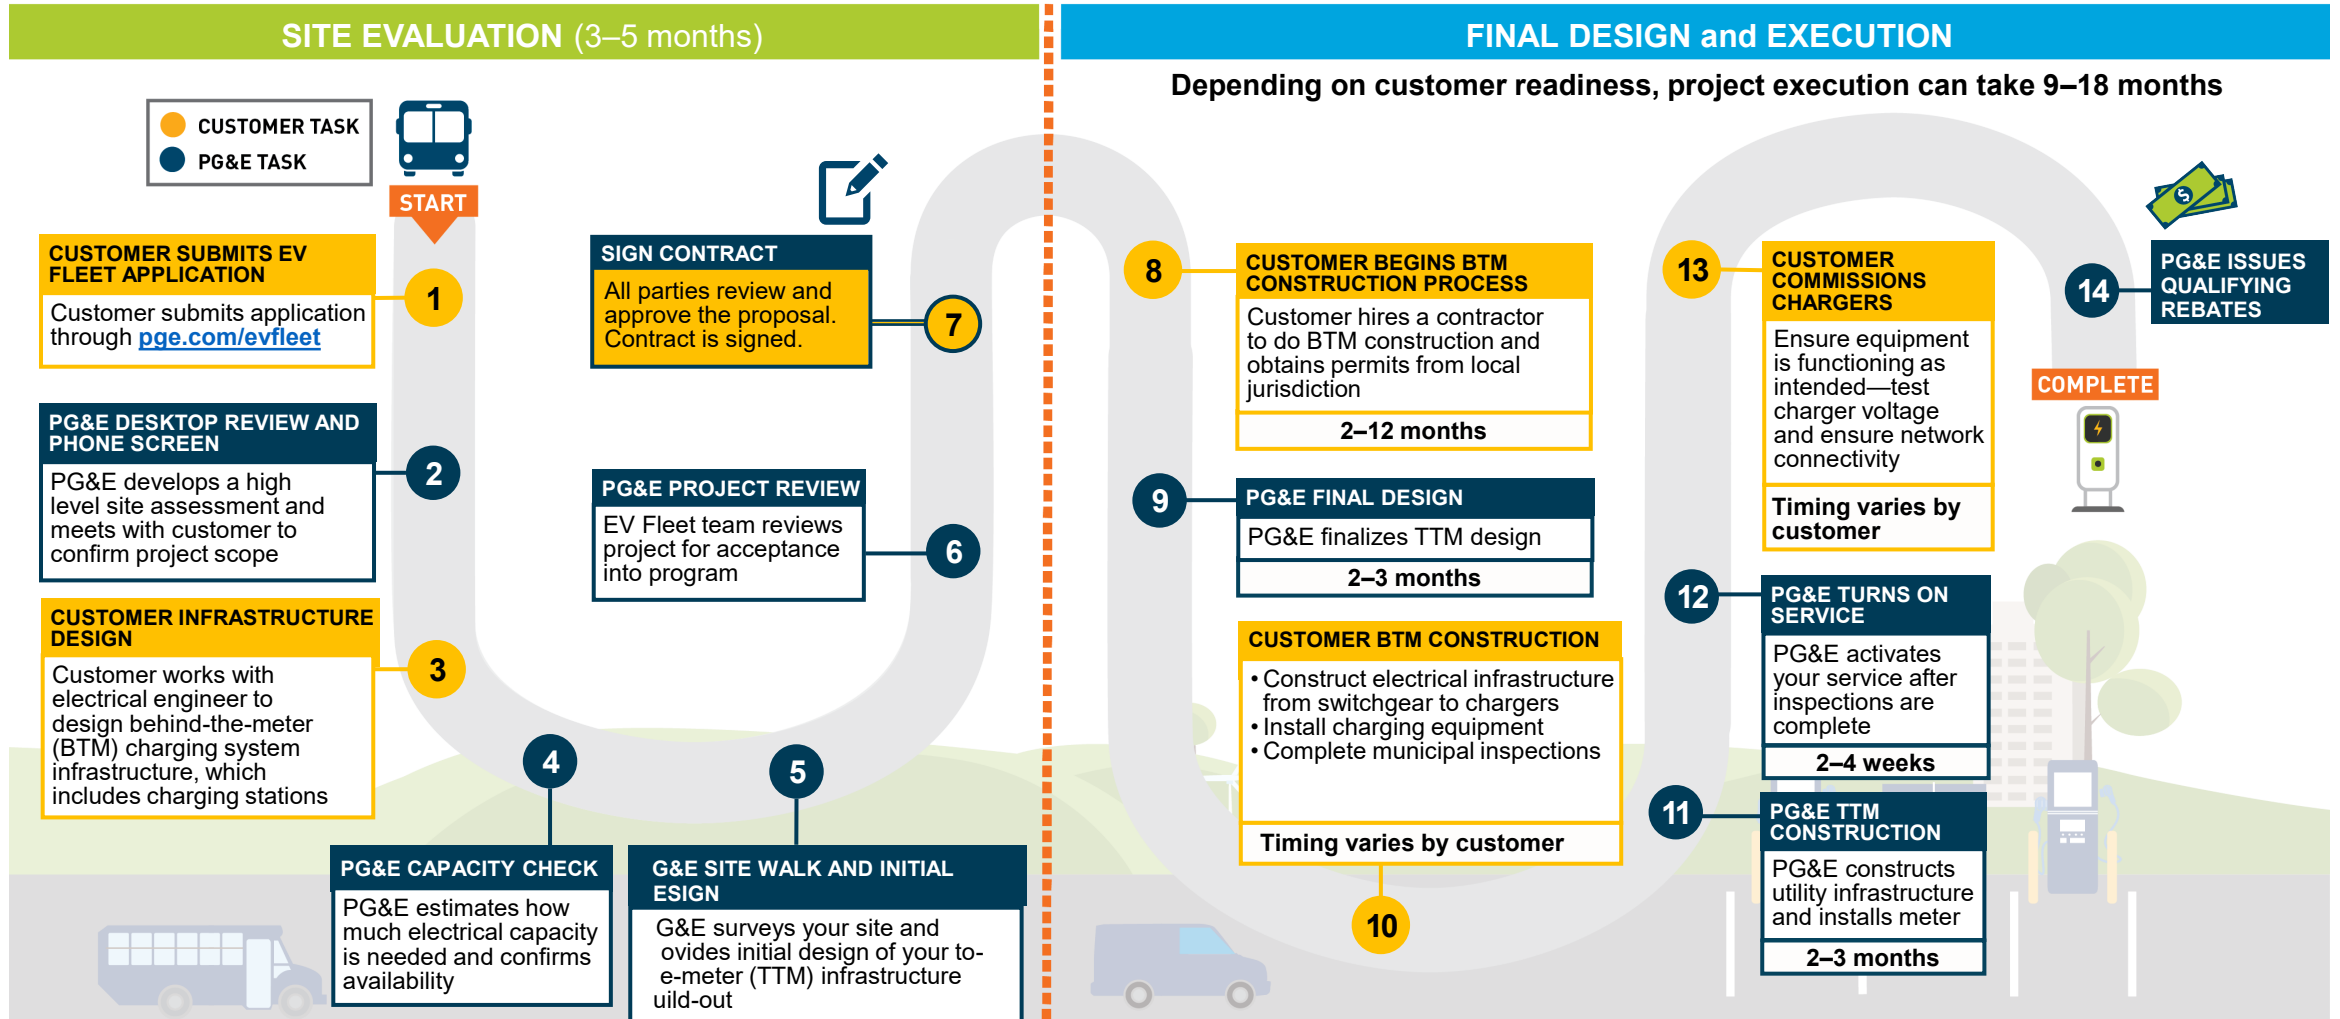 SITE EVALUATION (3–5 months)
FINAL DESIGN and EXECUTION
Depending on customer readiness, project execution can take 9–18 months
CUSTOMER TASK
PG&E TASK
START
CUSTOMER SUBMITS EV
FLEET APPLICATION
Customer submits application
through pge.com/evfleet
1
PG&E DESKTOP REVIEW AND
PHONE SCREEN
PG&E develops a high
level site assessment and
meets with customer to
confirm project scope
2
CUSTOMER INFRASTRUCTURE
DESIGN
Customer works with
electrical engineer to
design behind-the-meter
(BTM) charging system
infrastructure, which
includes charging stations
3
4
PG&E CAPACITY CHECK
PG&E estimates how
much electrical capacity
is needed and confirms
availability
5
G&E SITE WALK AND INITIAL
ESIGN
G&E surveys your site and
ovides initial design of your to-
e-meter (TTM) infrastructure
uild-out
PG&E PROJECT REVIEW
EV Fleet team reviews
project for acceptance
into program
6
SIGN CONTRACT
All parties review and
approve the proposal.
Contract is signed.
7
8
CUSTOMER BEGINS BTM
CONSTRUCTION PROCESS
Customer hires a contractor
to do BTM construction and
obtains permits from local
jurisdiction
2–12 months
9
PG&E FINAL DESIGN
PG&E finalizes TTM design
2–3 months
CUSTOMER BTM CONSTRUCTION
• Construct electrical infrastructure
from switchgear to chargers
• Install charging equipment
• Complete municipal inspections
Timing varies by customer
10
11
PG&E TTM
CONSTRUCTION
PG&E constructs
utility infrastructure
and installs meter
2–3 months
12
PG&E TURNS ON
SERVICE
PG&E activates
your service after
inspections are
complete
2–4 weeks
13
CUSTOMER
COMMISSIONS
CHARGERS
Ensure equipment
is functioning as
intended—test
charger voltage
and ensure network
connectivity
Timing varies by
customer
14
PG&E ISSUES
QUALIFYING
REBATES
COMPLETE